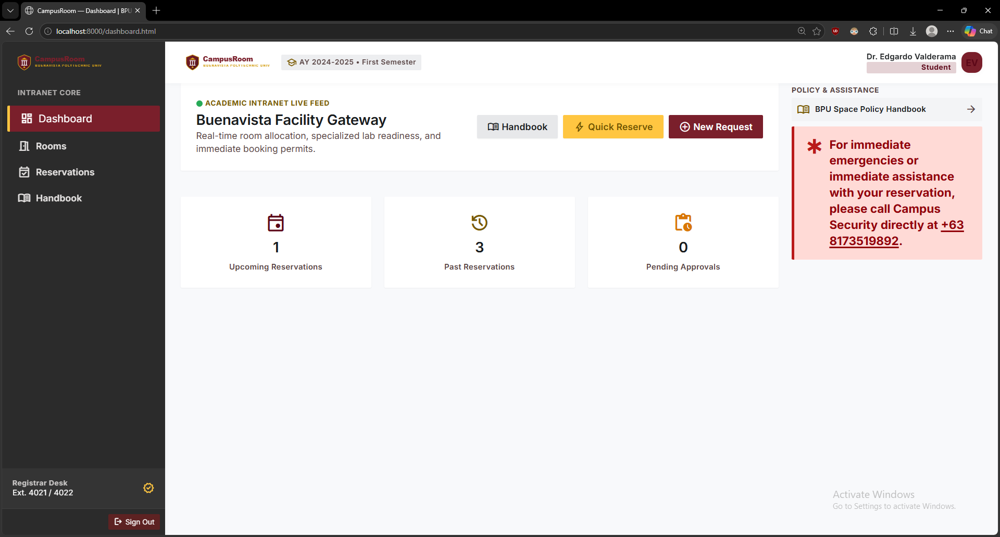 CampusRoom — Dashboard | BPU
localhost:8000/dashboard.html
Chat
CampusRoom
BUENAVISTA POLYTECHNIC UNIV
INTRANET CORE
Dashboard
Rooms
Reservations
Handbook
Registrar Desk
Ext. 4021 / 4022
Sign Out
CampusRoom
BUENAVISTA POLYTECHNIC UNIV
AY 2024-2025 • First Semester
Dr. Edgardo Valderama
Student
EV
ACADEMIC INTRANET LIVE FEED
Buenavista Facility Gateway
Real-time room allocation, specialized lab readiness, and
immediate booking permits.
Handbook
Quick Reserve
New Request
1
Upcoming Reservations
3
Past Reservations
0
Pending Approvals
POLICY & ASSISTANCE
BPU Space Policy Handbook
For immediate
emergencies or
immediate assistance
with your reservation,
please call Campus
Security directly at +63
8173519892.
Activate Windows
Go to Settings to activate Windows.